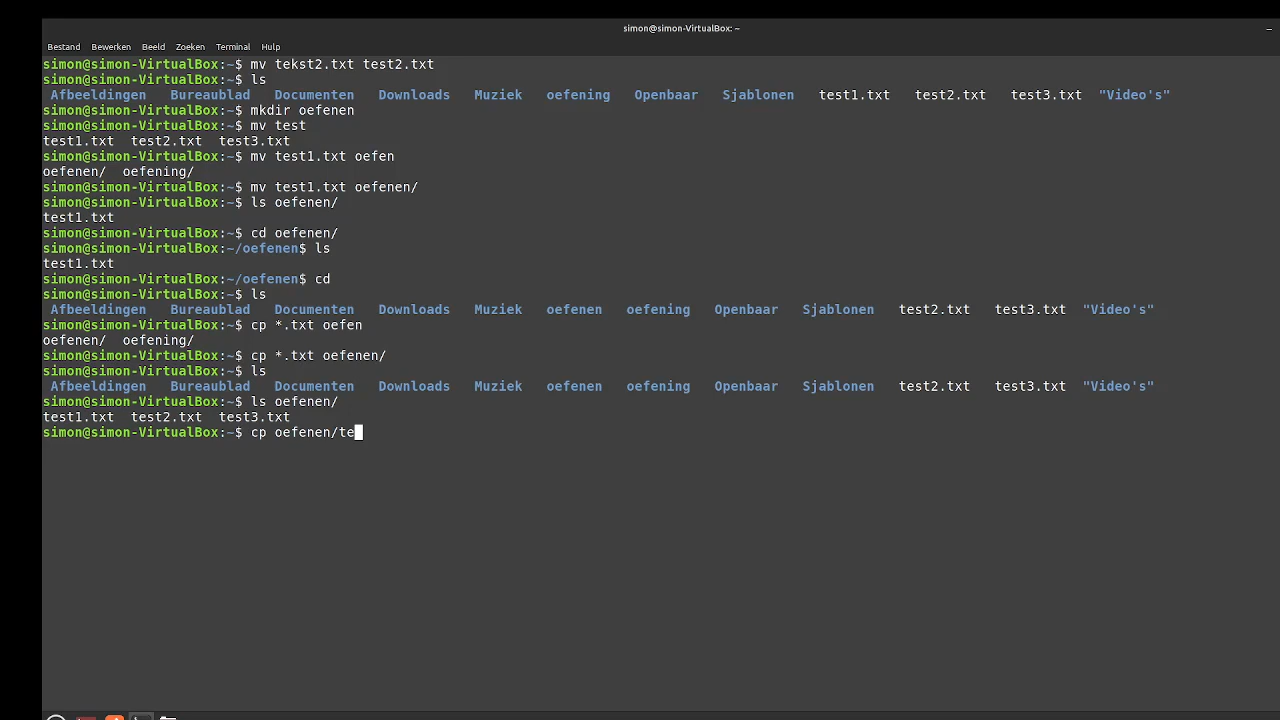 simon@simon-VirtualBox: ~
Bestand Bewerken Beeld Zoeken Terminal Hulp
simon@simon-VirtualBox:~$ mv tekst2.txt test2.txt
simon@simon-VirtualBox:~$ ls
Afbeeldingen Bureaublad Documenten Downloads Muziek oefening Openbaar Sjablonen test1.txt test2.txt test3.txt "Video's"
simon@simon-VirtualBox:~$ mkdir oefenen
simon@simon-VirtualBox:~$ mv test
test1.txt test2.txt test3.txt
simon@simon-VirtualBox:~$ mv test1.txt oefen
oefenen/ oefening/
simon@simon-VirtualBox:~$ mv test1.txt oefenen/
simon@simon-VirtualBox:~$ ls oefenen/
test1.txt
simon@simon-VirtualBox:~$ cd oefenen/
simon@simon-VirtualBox:~/oefenen$ ls
test1.txt
simon@simon-VirtualBox:~/oefenen$ cd
simon@simon-VirtualBox:~$ ls
Afbeeldingen Bureaublad Documenten Downloads Muziek oefenen oefening Openbaar Sjablonen test2.txt test3.txt "Video's"
simon@simon-VirtualBox:~$ cp *.txt oefen
oefenen/ oefening/
simon@simon-VirtualBox:~$ cp *.txt oefenen/
simon@simon-VirtualBox:~$ ls
Afbeeldingen Bureaublad Documenten Downloads Muziek oefenen oefening Openbaar Sjablonen test2.txt test3.txt "Video's"
simon@simon-VirtualBox:~$ ls oefenen/
test1.txt test2.txt test3.txt
simon@simon-VirtualBox:~$ cp oefenen/te